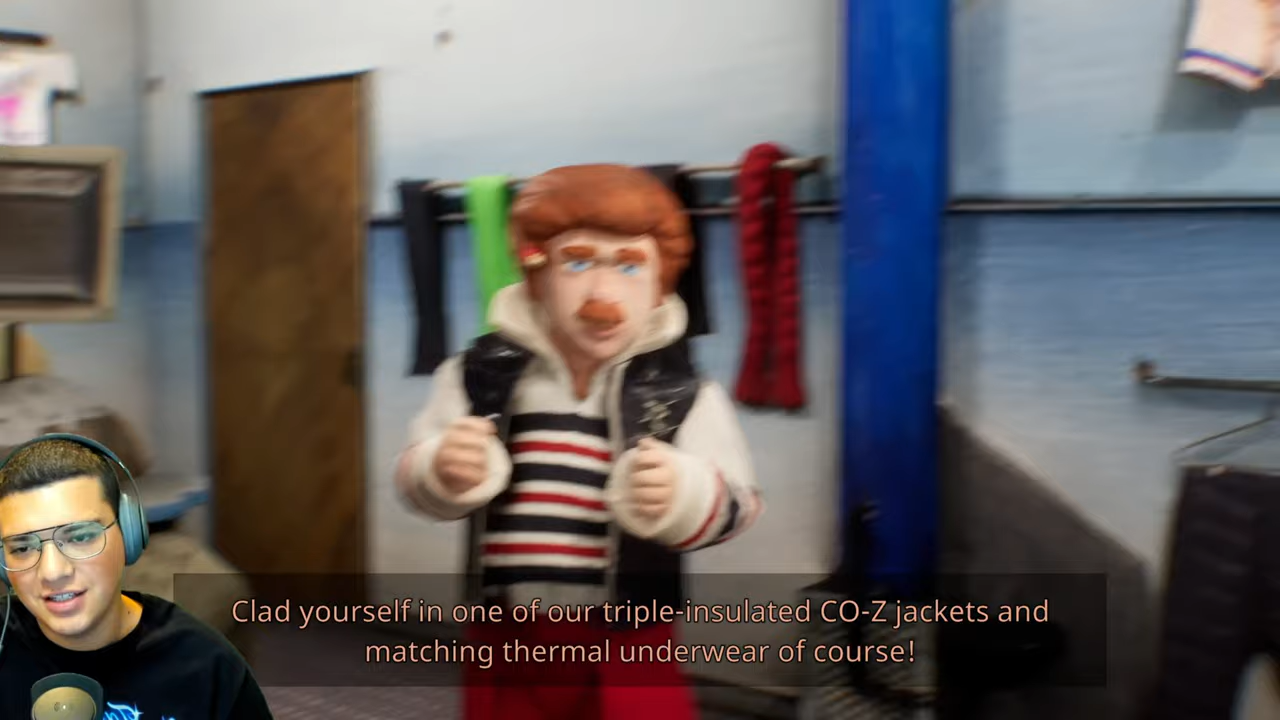 Clad yourself in one of our triple-insulated CO-Z jackets and
matching thermal underwear of course!